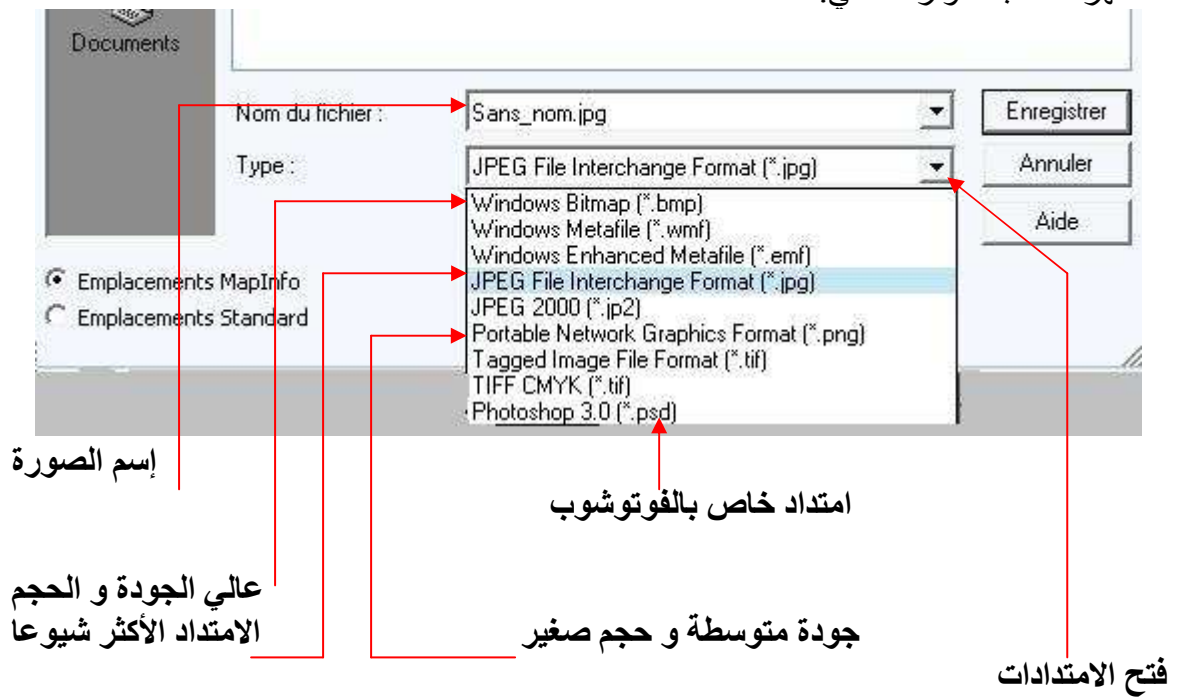 Documents
Nom du fichier :
Sans_nom.jpg
Enregistrer
Type :
JPEG File Interchange Format (*.jpg)
Annuler
Windows Bitmap (*.bmp)
Aide
Windows Metafile (*.wmf)
Windows Enhanced Metafile (*.emf)
Emplacements MapInfo
JPEG File Interchange Format (*.jpg)
JPEG 2000 (*.jp2)
Emplacements Standard
Portable Network Graphics Format (*.png)
Tagged Image File Format (*.tif)
TIFF CMYK (*.tif)
Photoshop 3.0 (*.psd)
إسم الصورة
امتداد خاص بالفوتوشوب
عالي الجودة و الحجم
الامتداد الأكثر شيوعا
جودة متوسطة و حجم صغير
فتح الامتدادات